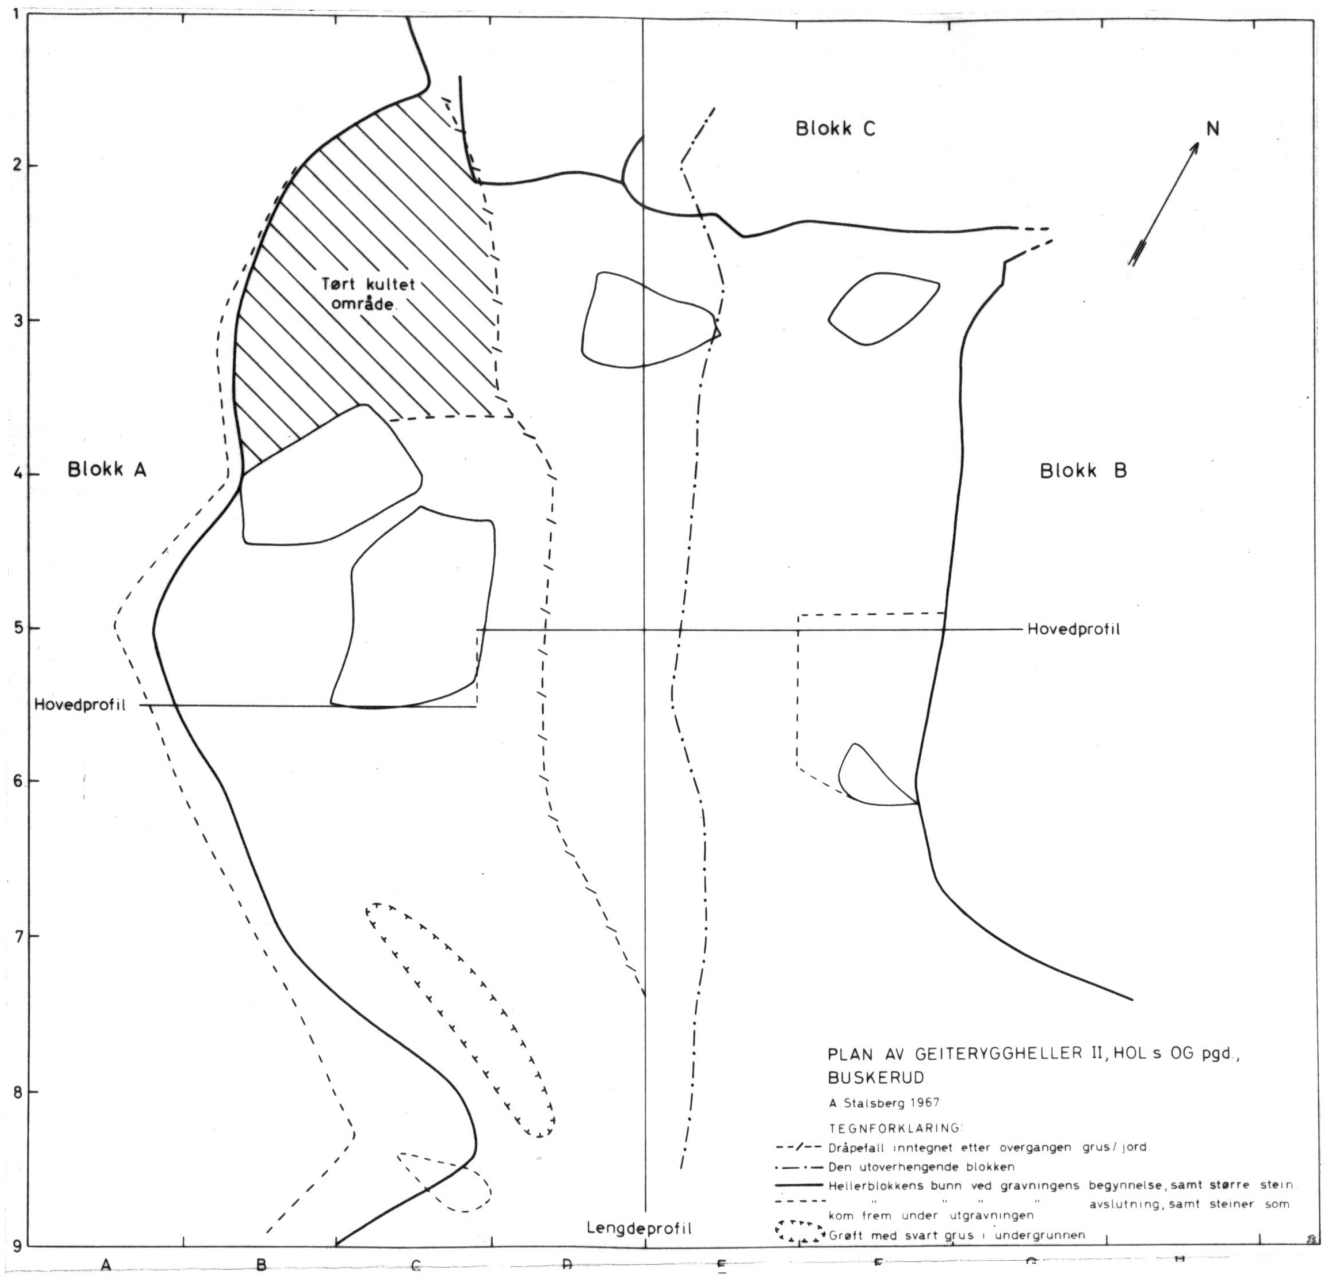 1
2
3
4
5
6
7
8
9
Blokk C
N
Tørt kultet
område.
Blokk A
Blokk B
Hovedprofil
Hovedprofil
Lengdeprofil
PLAN AV GEITERYGGHELLER II, HOL s OG pgd.,
BUSKERUD
A Stalsberg 1967
TEGNFORKLARING:
Dråpefall inntegnet etter overgangen grus/jord.
Den utoverhengende blokken
Hellerblokkens bunn ved gravningens begynnelse, samt større stein.
" " " " avslutning, samt steiner som
kom frem under utgravningen
Grøft med svart grus i undergrunnen
A B C D E F G H